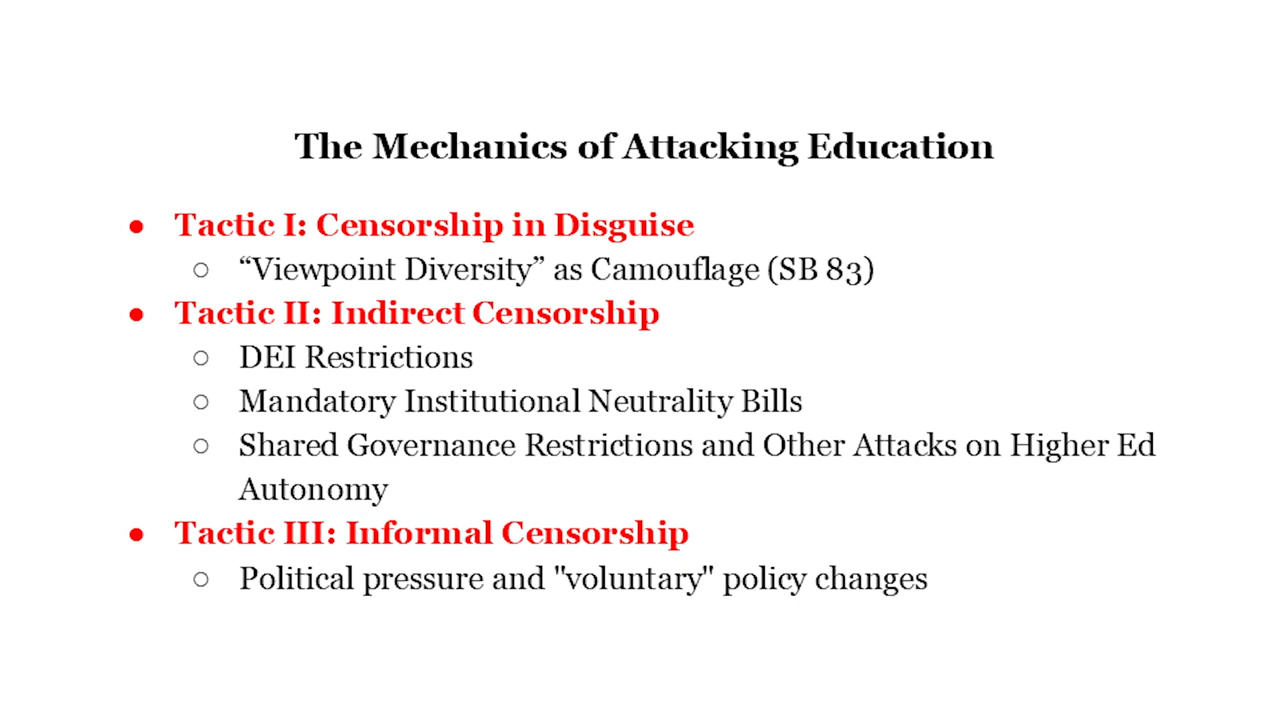 The Mechanics of Attacking Education
● Tactic I: Censorship in Disguise
○ “Viewpoint Diversity” as Camouflage (SB 83)
● Tactic II: Indirect Censorship
○ DEI Restrictions
○ Mandatory Institutional Neutrality Bills
○ Shared Governance Restrictions and Other Attacks on Higher Ed
Autonomy
● Tactic III: Informal Censorship
○ Political pressure and "voluntary" policy changes